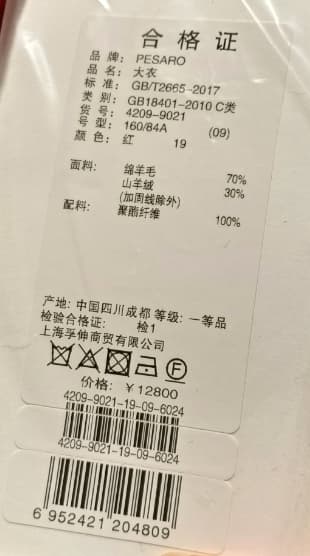 合格证
品牌： PESARO
品名： 大衣
标准： GB/T2665-2017
类别： GB18401-2010 C类
货号： 4209-9021
号型： 160/84A (09)
颜色： 红 19
面料： 绵羊毛 70%
山羊绒 30%
(加固线除外)
配料： 聚酯纤维 100%
产地: 中国四川成都 等级: 一等品
检验合格证: 检1
上海孚伸商贸有限公司
F
价格: ￥12800
4209-9021-19-09-6024
4209-9021-19-09-6024
6 952421 204809